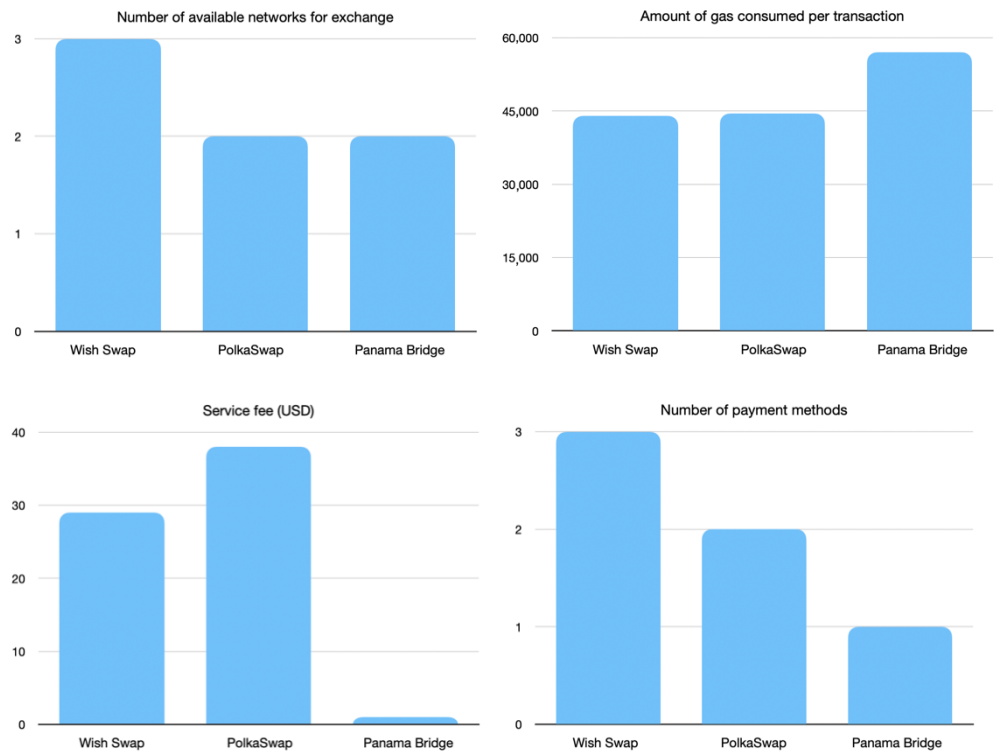 Number of available networks for exchange
3
2
1
0
Wish Swap PolkaSwap Panama Bridge
Amount of gas consumed per transaction
60,000
45,000
30,000
15,000
0
Wish Swap PolkaSwap Panama Bridge
Service fee (USD)
40
30
20
10
0
Wish Swap PolkaSwap Panama Bridge
Number of payment methods
3
2
1
0
Wish Swap PolkaSwap Panama Bridge